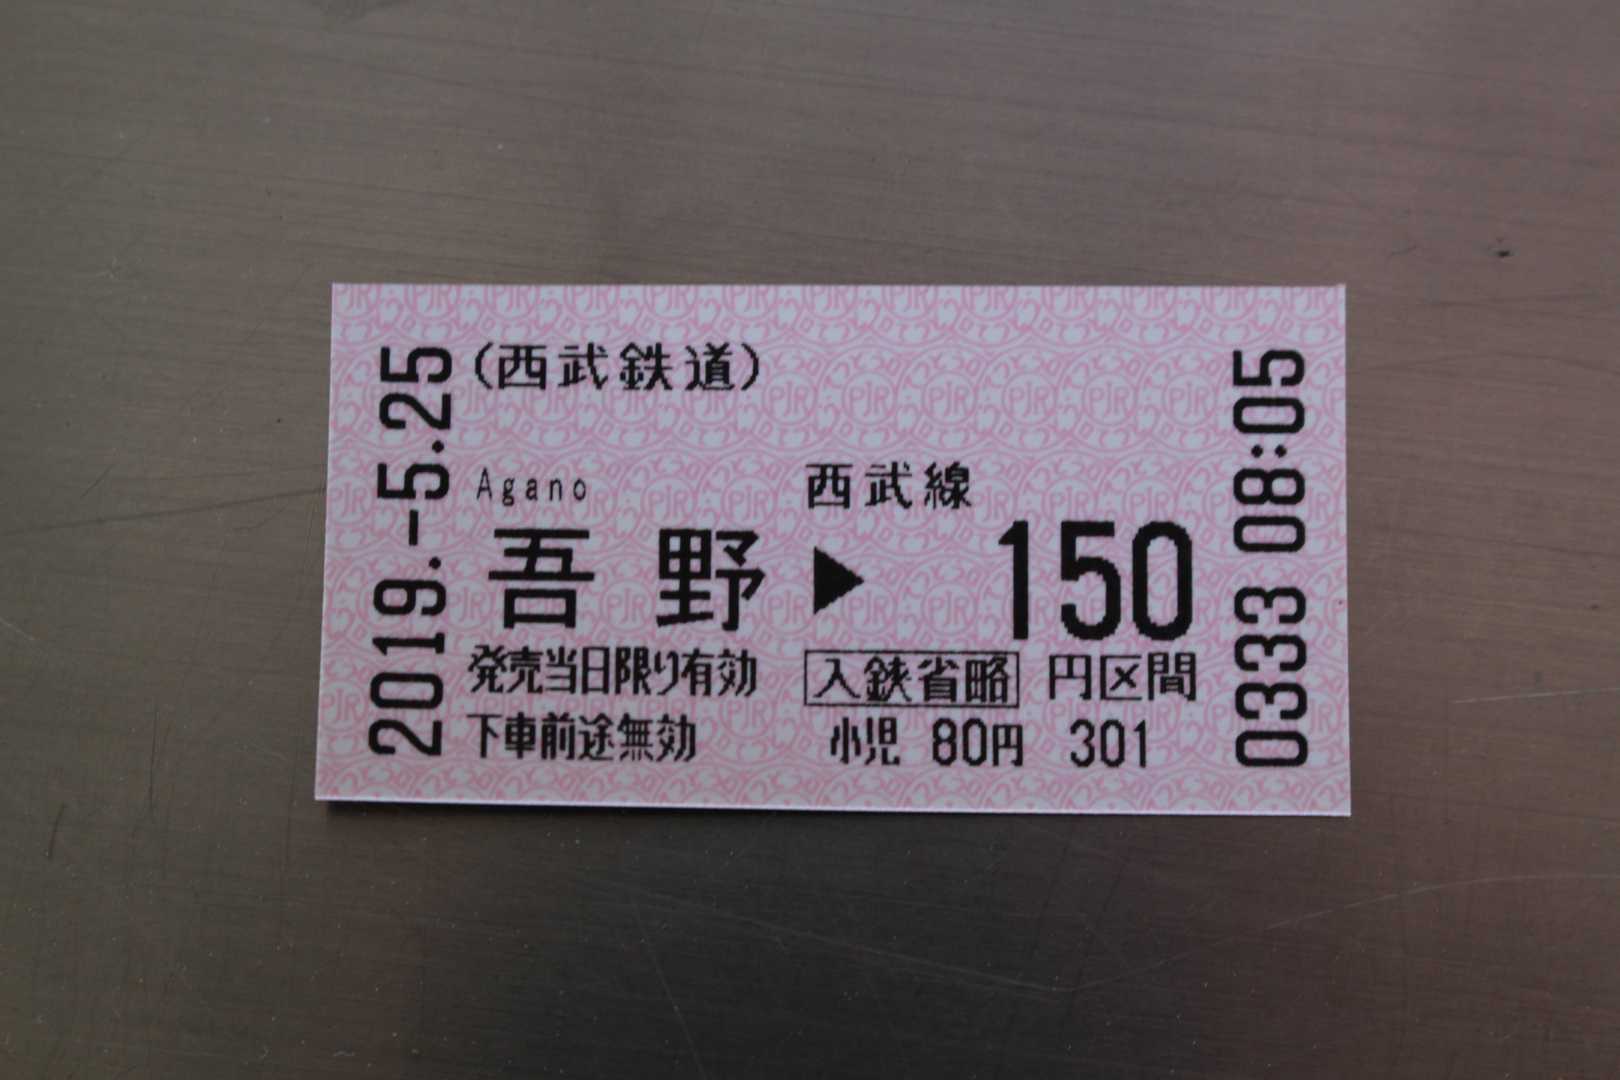 2019.-5.25
(西武鉄道)
Agano
西武線
吾野▶150
発売当日限り有効
入鋏省略 円区間
下車前途無効
小児 80円 301
0333 08:05